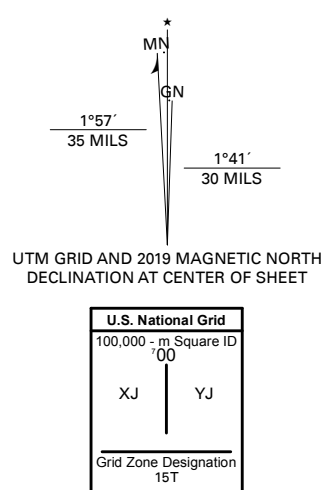 MN
GN
1°57´
35 MILS
1°41´
30 MILS
UTM GRID AND 2019 MAGNETIC NORTH
DECLINATION AT CENTER OF SHEET
U.S. National Grid
100,000 - m Square ID
⁷00
XJ YJ
Grid Zone Designation
15T